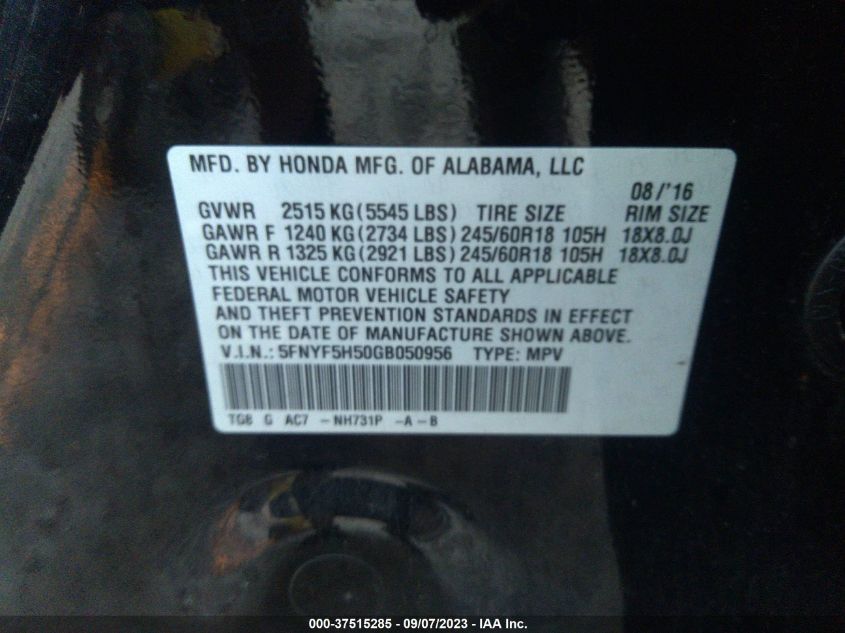 MFD. BY HONDA MFG. OF ALABAMA, LLC
08/'16
GVWR 2515 KG (5545 LBS) TIRE SIZE RIM SIZE
GAWR F 1240 KG (2734 LBS) 245/60R18 105H 18X8.0J
GAWR R 1325 KG (2921 LBS) 245/60R18 105H 18X8.0J
THIS VEHICLE CONFORMS TO ALL APPLICABLE
FEDERAL MOTOR VEHICLE SAFETY
AND THEFT PREVENTION STANDARDS IN EFFECT
ON THE DATE OF MANUFACTURE SHOWN ABOVE.
V.I.N.: 5FNYF5H50GB050956 TYPE: MPV
TG8 G AC7 -NH731P -A-B
000-37515285 - 09/07/2023 - IAA Inc.